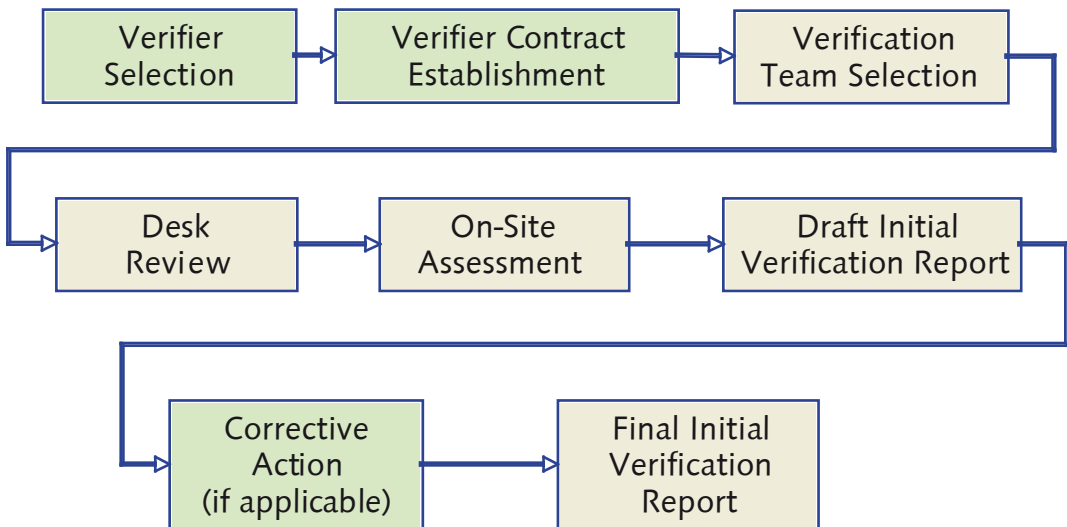 Verifier
Selection
Verifier Contract
Establishment
Verification
Team Selection
Desk
Review
On-Site
Assessment
Draft Initial
Verification Report
Corrective
Action
(if applicable)
Final Initial
Verification
Report